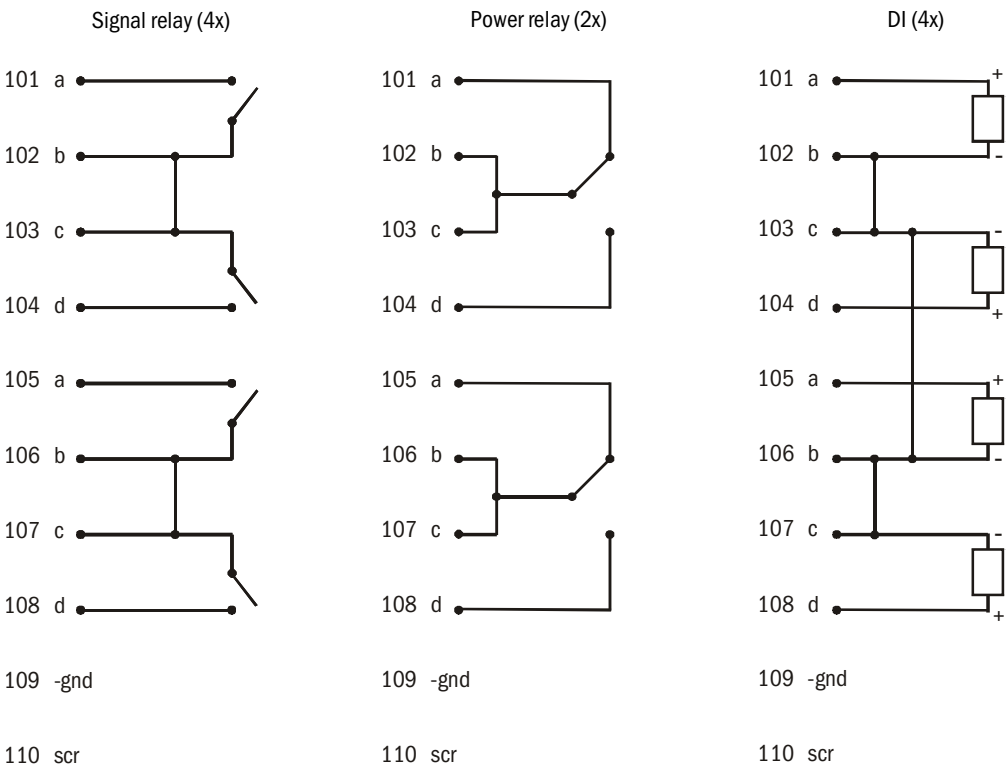 Signal relay (4x)
101 a
102 b
103 c
104 d
105 a
106 b
107 c
108 d
109 -gnd
110 scr
Power relay (2x)
101 a
102 b
103 c
104 d
105 a
106 b
107 c
108 d
109 -gnd
110 scr
DI (4x)
101 a
+
102 b
-
103 c
-
104 d
+
105 a
+
106 b
-
107 c
-
108 d
+
109 -gnd
110 scr